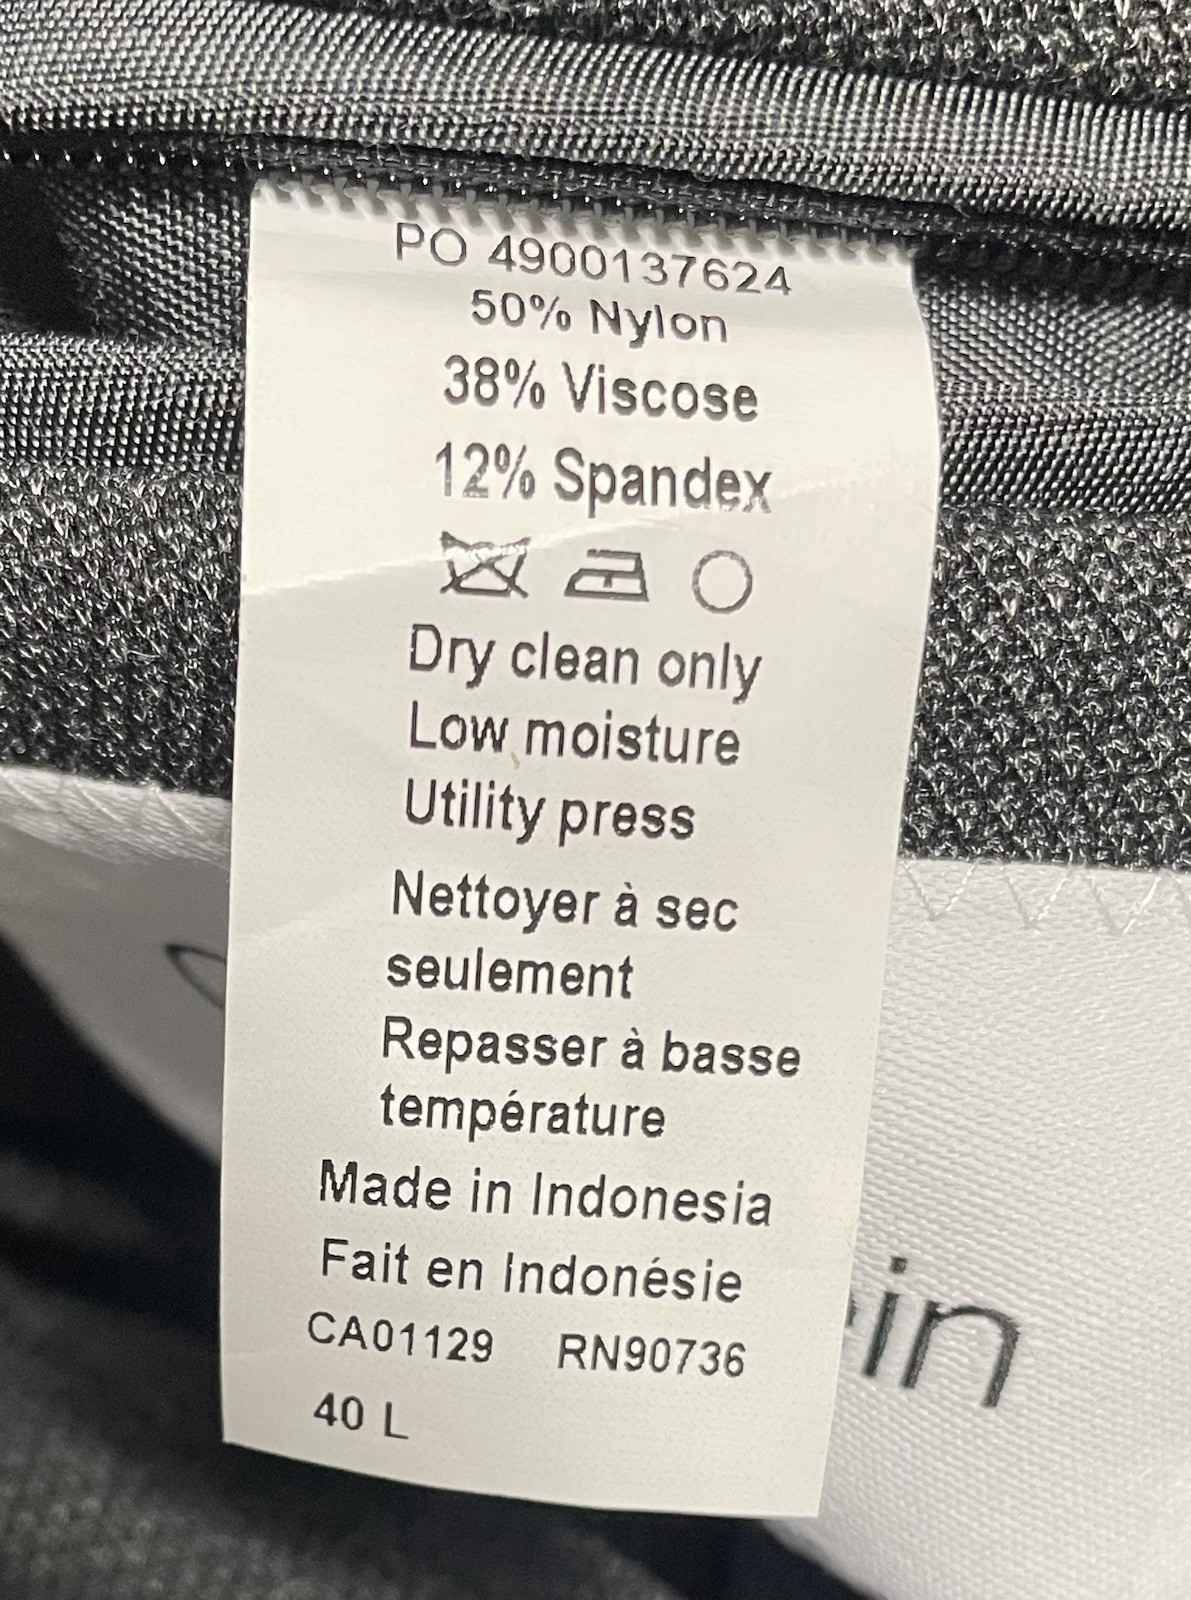 PO 4900137624
50% Nylon
38% Viscose
12% Spandex
Dry clean only
Low moisture
Utility press
Nettoyer à sec
seulement
Repasser à basse
température
Made in Indonesia
Fait en Indonésie
CA01129 RN90736
40 L
in